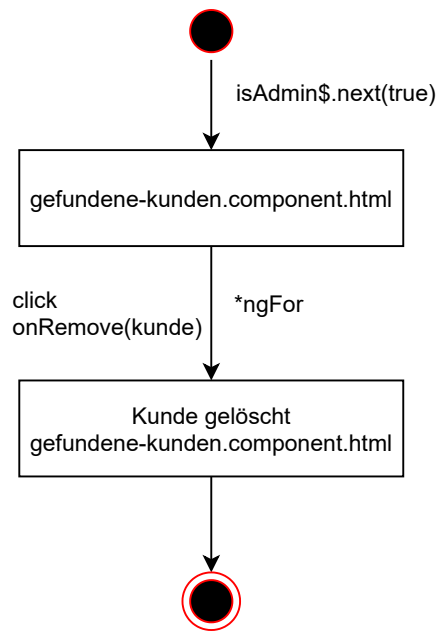 isAdmin$.next(true)
gefundene-kunden.component.html
click
onRemove(kunde)
*ngFor
Kunde gelöscht
gefundene-kunden.component.html